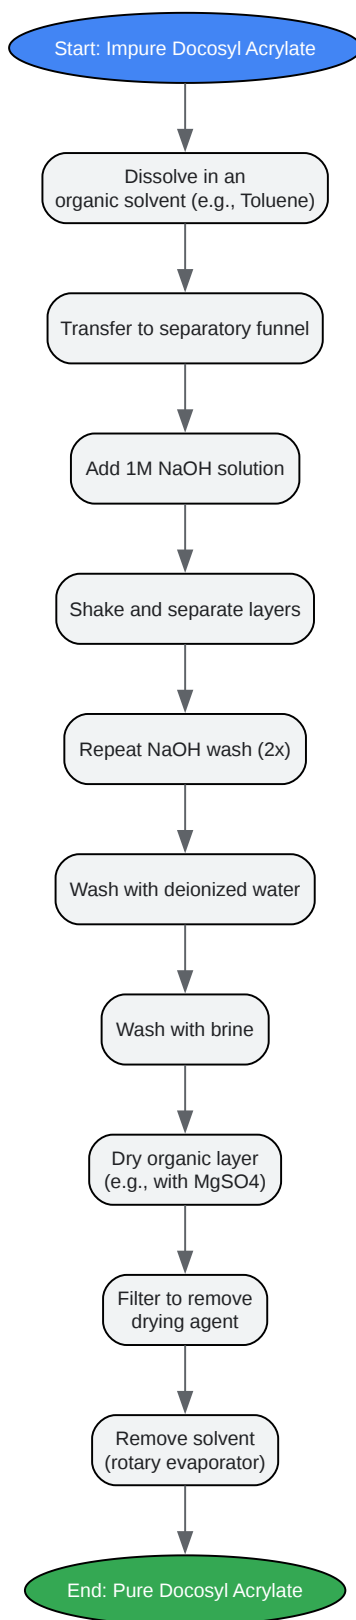 Start: Impure Docosyl Acrylate
Dissolve in an
organic solvent (e.g., Toluene)
Transfer to separatory funnel
Add 1M NaOH solution
Shake and separate layers
Repeat NaOH wash (2x)
Wash with deionized water
Wash with brine
Dry organic layer
(e.g., with MgSO4)
Filter to remove
drying agent
Remove solvent
(rotary evaporator)
End: Pure Docosyl Acrylate